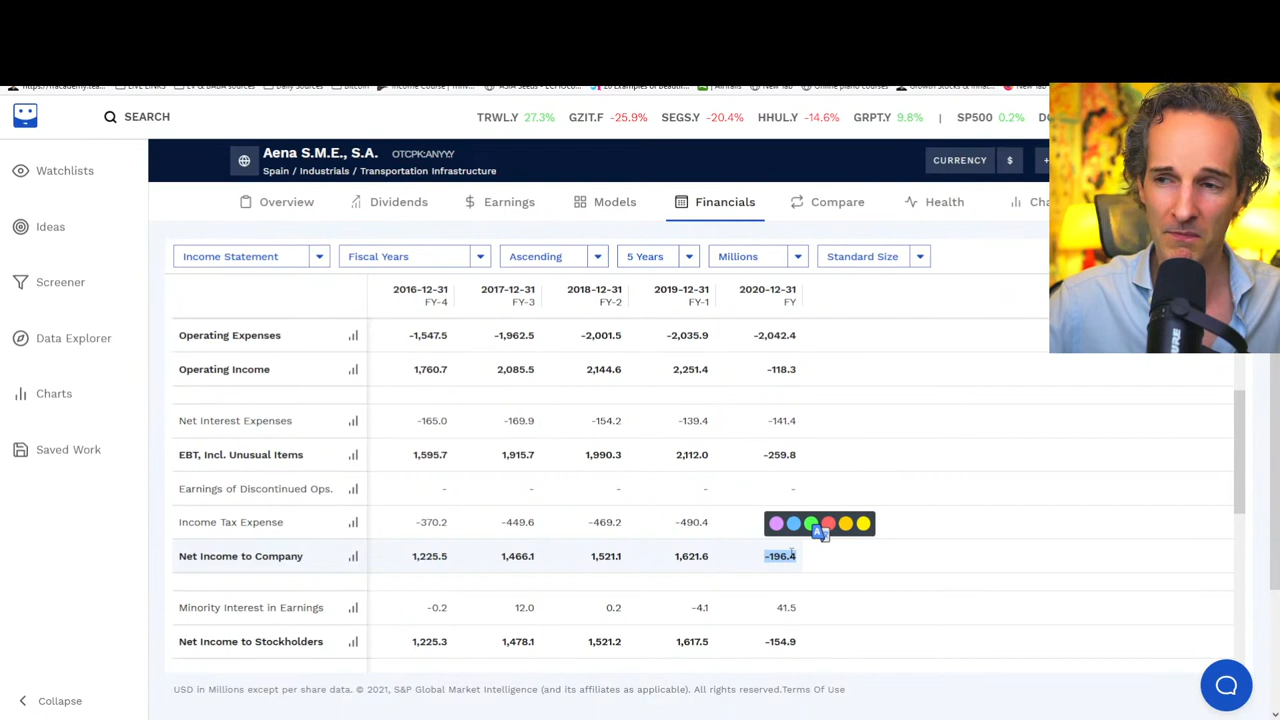 SEARCH
TRWL.Y 27.3% GZIT.F -25.9% SEGS.Y -20.4% HHUL.Y -14.6% GRPT.Y 9.8% | SP500 0.2%
Watchlists
Ideas
Screener
Data Explorer
Charts
Saved Work
Collapse
Aena S.M.E., S.A. OTCPK:ANYYY
Spain / Industrials / Transportation Infrastructure
CURRENCY $
Overview Dividends Earnings Models Financials Compare Health
Income Statement Fiscal Years Ascending 5 Years Millions Standard Size
2016-12-31 2017-12-31 2018-12-31 2019-12-31 2020-12-31
FY-4 FY-3 FY-2 FY-1 FY
Operating Expenses -1,547.5 -1,962.5 -2,001.5 -2,035.9 -2,042.4
Operating Income 1,760.7 2,085.5 2,144.6 2,251.4 -118.3
Net Interest Expenses -165.0 -169.9 -154.2 -139.4 -141.4
EBT, Incl. Unusual Items 1,595.7 1,915.7 1,990.3 2,112.0 -259.8
Earnings of Discontinued Ops. - - - - -
Income Tax Expense -370.2 -449.6 -469.2 -490.4
Net Income to Company 1,225.5 1,466.1 1,521.1 1,621.6 -196.4
Minority Interest in Earnings -0.2 12.0 0.2 -4.1 41.5
Net Income to Stockholders 1,225.3 1,478.1 1,521.2 1,617.5 -154.9
USD in Millions except per share data. © 2021, S&P Global Market Intelligence (and its affiliates as applicable). All rights reserved.Terms Of Use